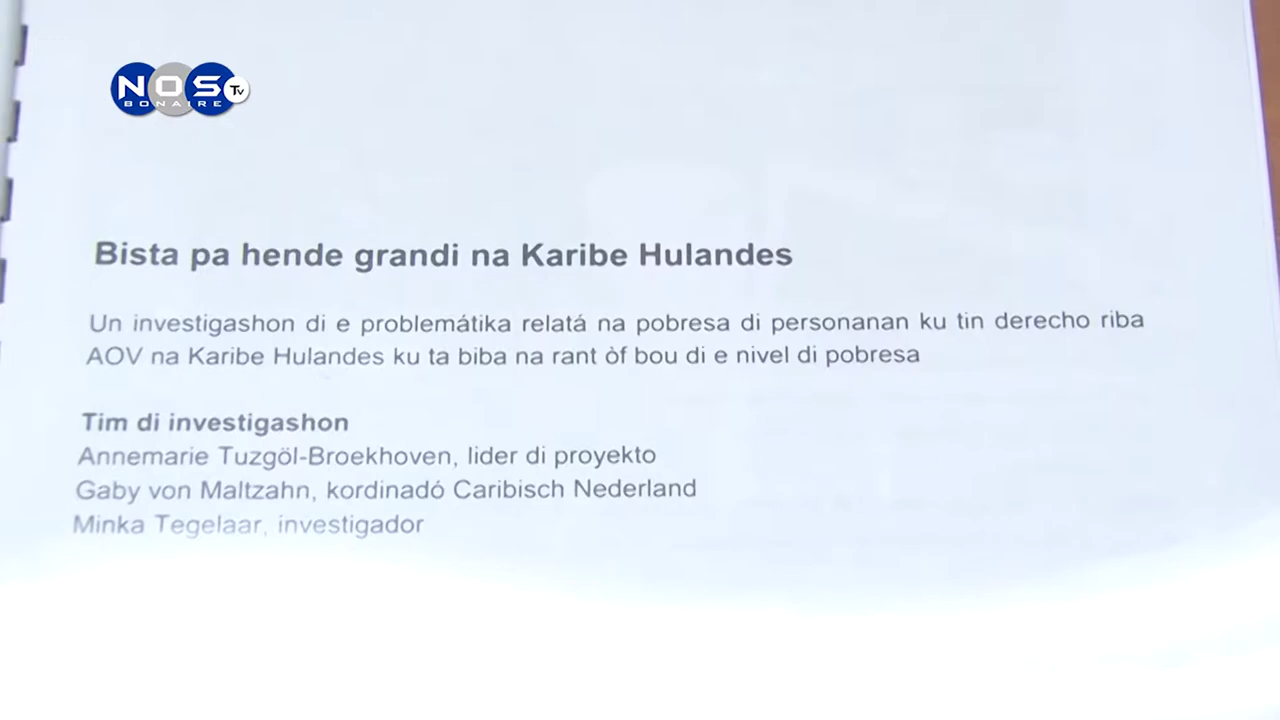 NOS TV
BONAIRE
Bista pa hende grandi na Karibe Hulandes
Un investigashon di e problemátika relatá na pobresa di personanan ku tin derecho riba
AOV na Karibe Hulandes ku ta biba na rant òf bou di e nivel di pobresa
Tim di investigashon
Annemarie Tuzgöl-Broekhoven, lider di proyekto
Gaby von Maltzahn, kordinadó Caribisch Nederland
Minka Tegelaar, investigador